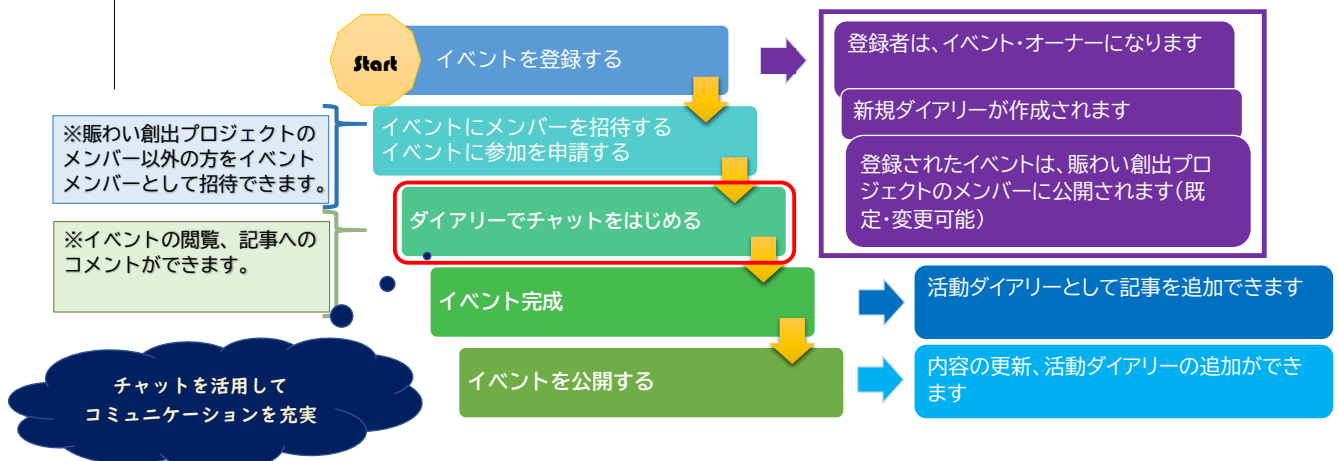 Start
イベントを登録する
登録者は、イベント・オーナーになります
新規ダイアリーが作成されます
登録されたイベントは、賑わい創出プロ
ジェクトのメンバーに公開されます(既
定・変更可能)
※賑わい創出プロジェクトの
メンバー以外の方をイベント
メンバーとして招待できます。
イベントにメンバーを招待する
イベントに参加を申請する
※イベントの閲覧、記事への
コメントができます。
ダイアリーでチャットをはじめる
イベント完成
活動ダイアリーとして記事を追加できます
イベントを公開する
内容の更新、活動ダイアリーの追加ができ
ます
チャットを活用して
コミュニケーションを充実